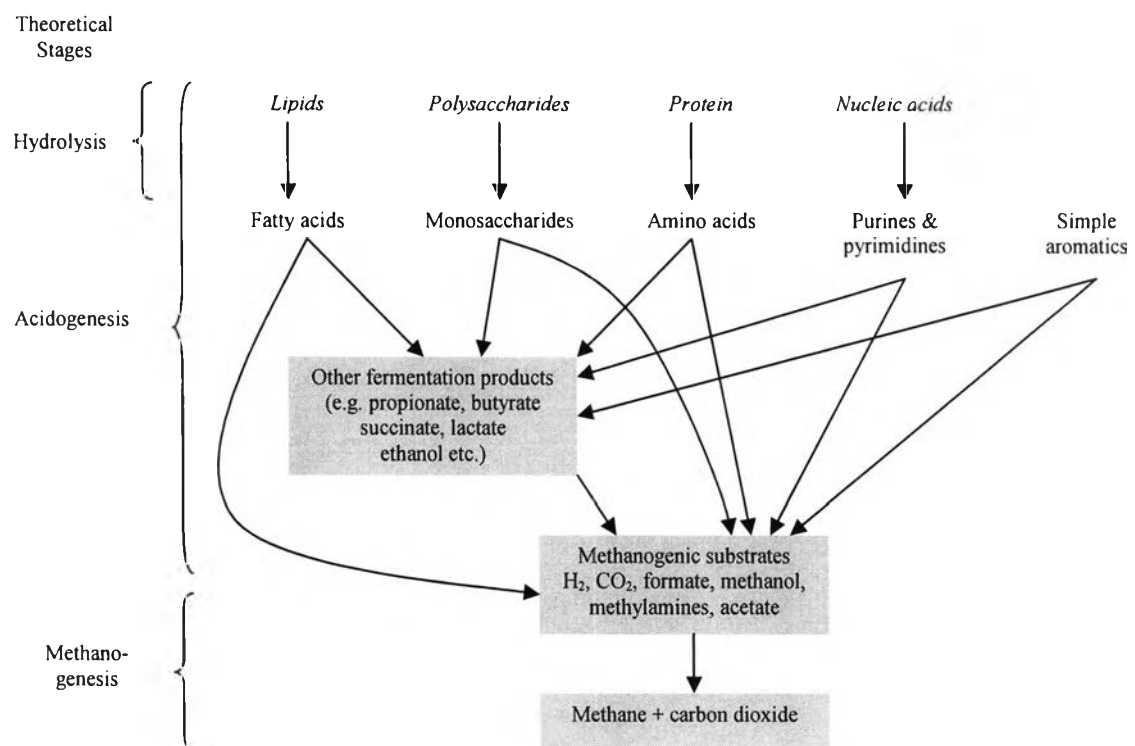 Theoretical
Stages
Lipids
Polysaccharides
Protein
Nucleic acids
Hydrolysis
Fatty acids
Monosaccharides
Amino acids
Purines &
pyrimidines
Simple
aromatics
Acidogenesis
Other fermentation products
(e.g. propionate, butyrate
succinate, lactate
ethanol etc.)
Methanogenic substrates
H₂, CO₂, formate, methanol,
methylamines, acetate
Methano-
genesis
Methane + carbon dioxide